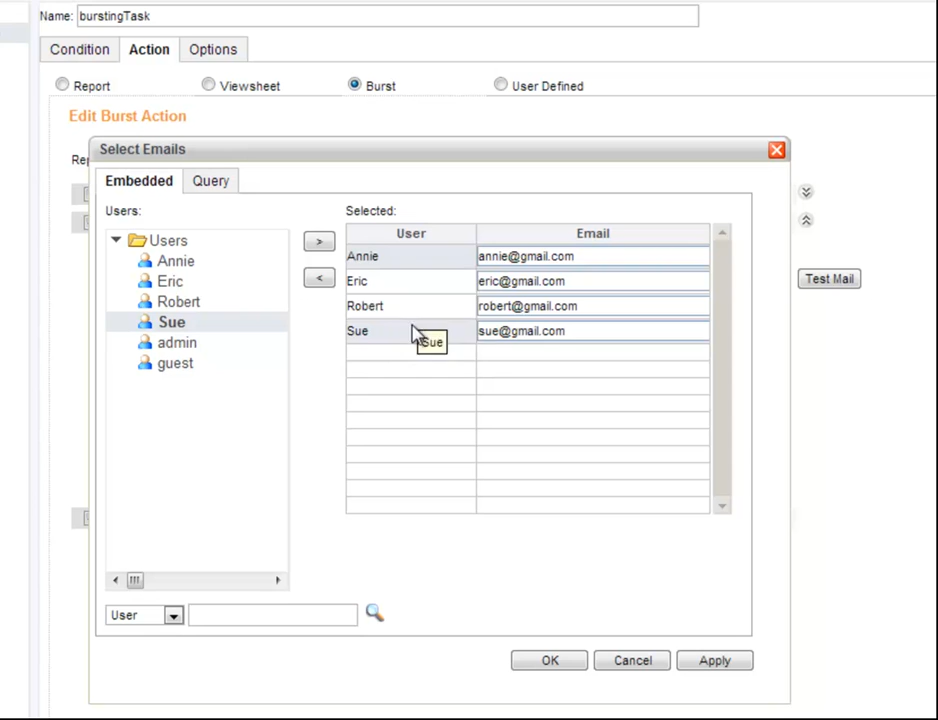 Name: burstingTask
Condition Action Options
Report Viewsheet Burst User Defined
Edit Burst Action
Select Emails
Embedded Query
Users: Selected:
Users
Annie
Eric
Robert
Sue
admin
guest
>
<
User Email
Annie annie@gmail.com
Eric eric@gmail.com
Robert robert@gmail.com
Sue sue@gmail.com
Sue
Test Mail
User
OK Cancel Apply